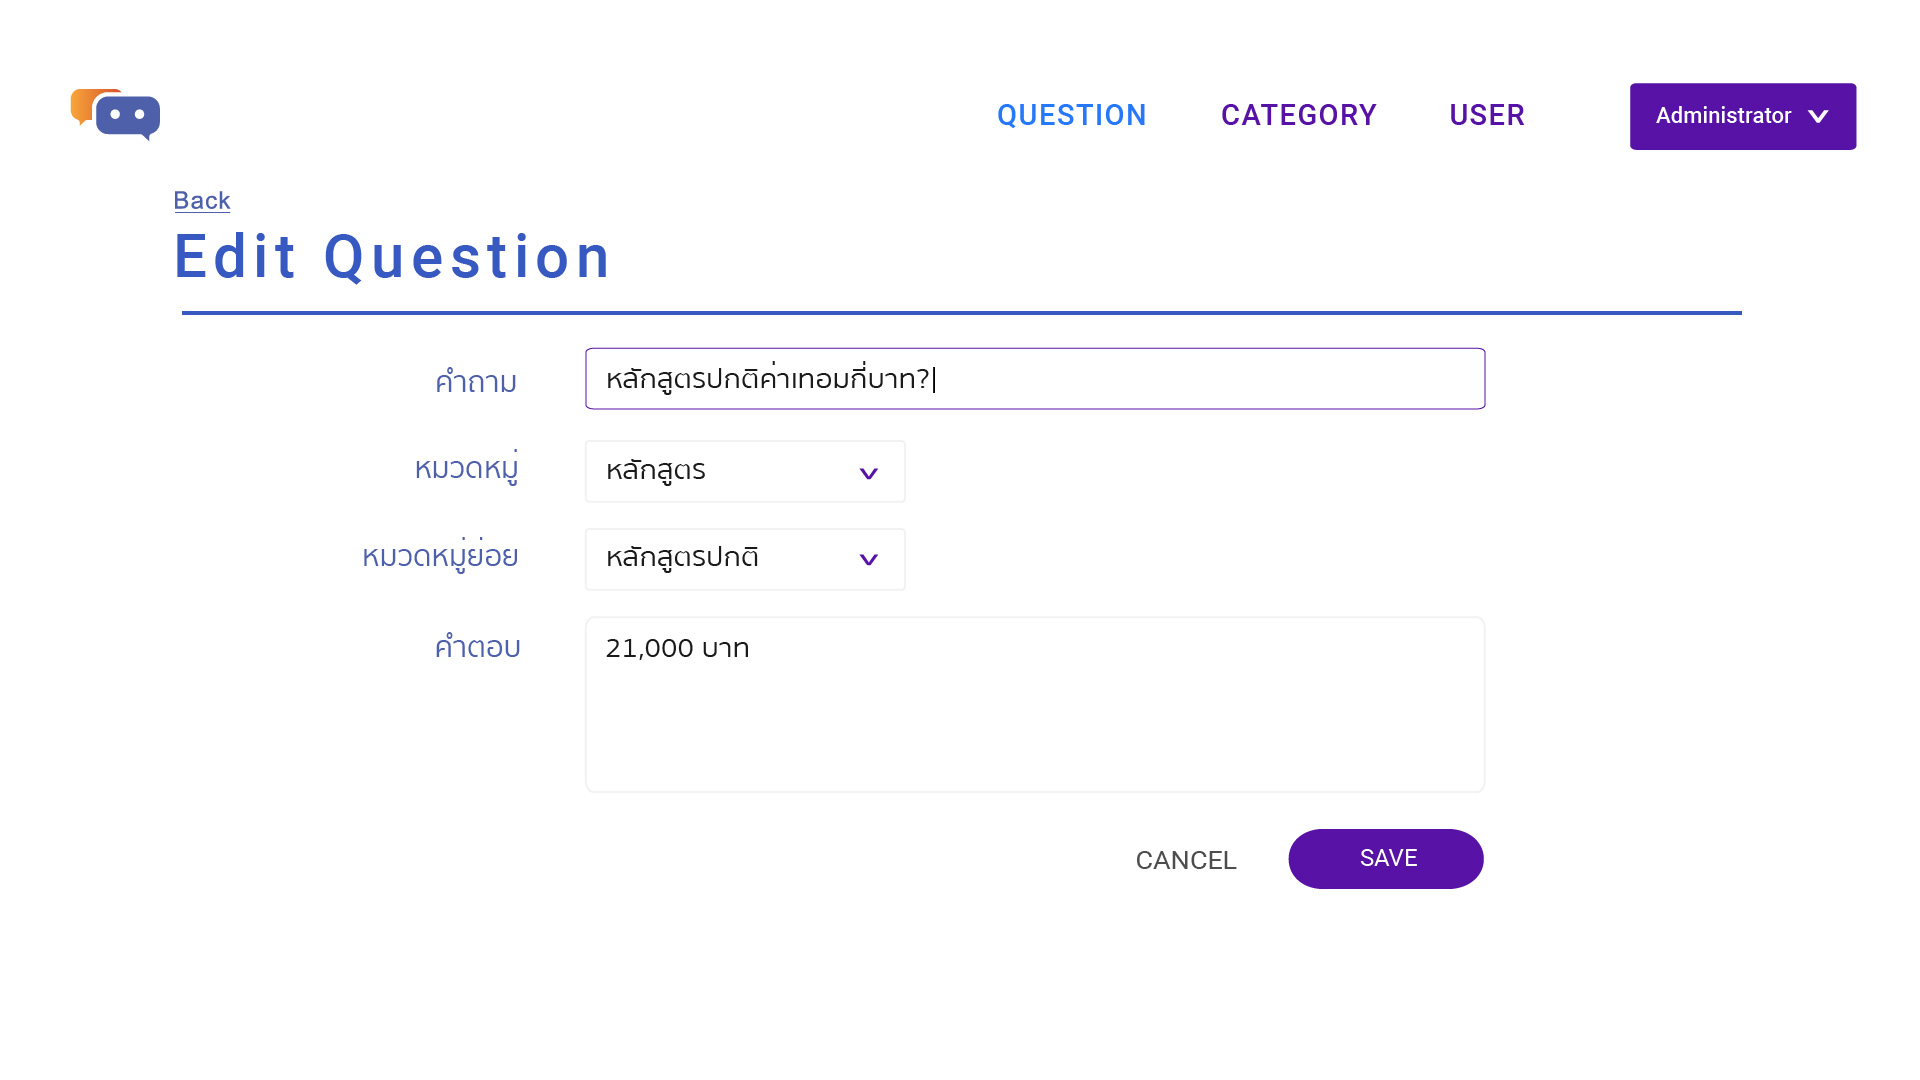 QUESTION CATEGORY USER Administrator
Back
Edit Question
คำถาม หลักสูตรปกติค่าเทอมกี่บาท?
หมวดหมู่ หลักสูตร
หมวดหมู่ย่อย หลักสูตรปกติ
คำตอบ 21,000 บาท
CANCEL SAVE